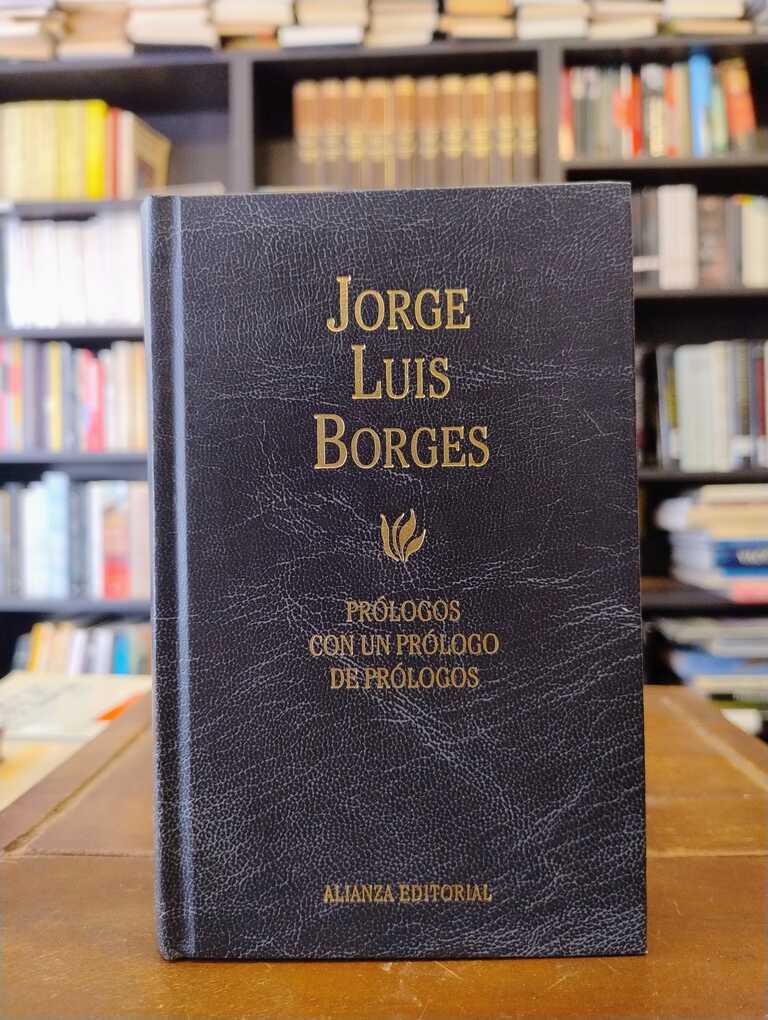 JORGE
LUIS
BORGES
PRÓLOGOS
CON UN PRÓLOGO
DE PRÓLOGOS
ALIANZA EDITORIAL